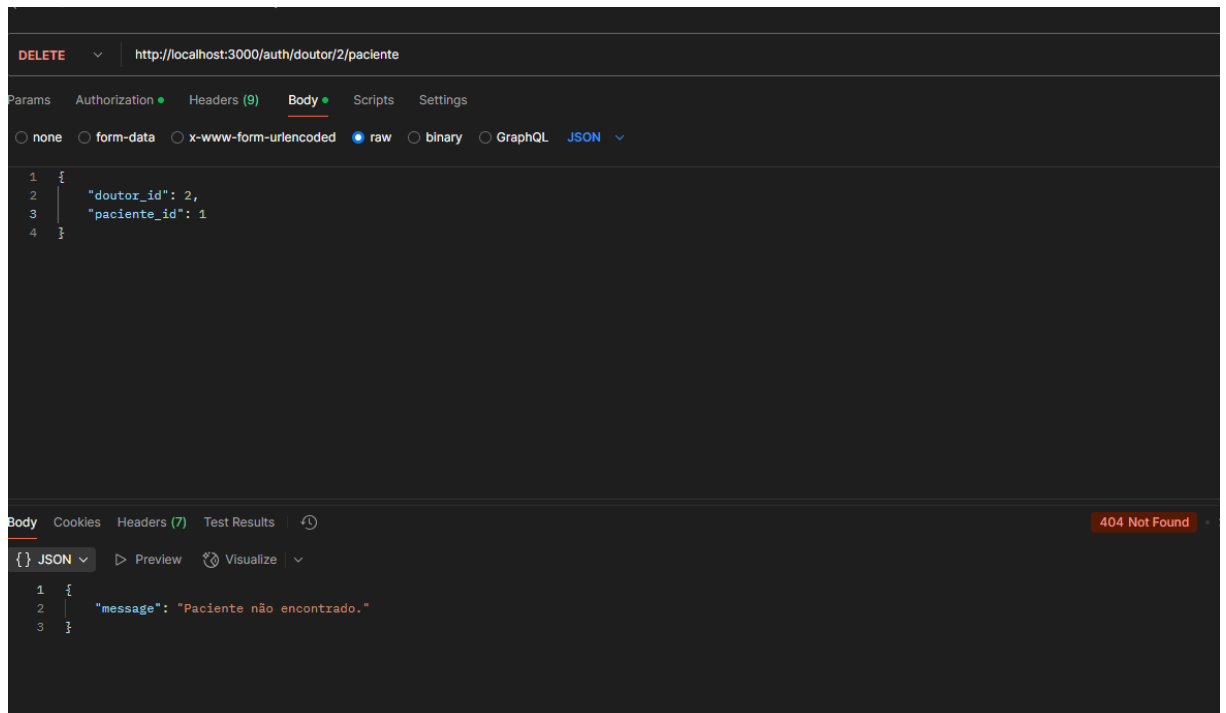 DELETE http://localhost:3000/auth/doutor/2/paciente
Params Authorization Headers (9) Body Scripts Settings
none form-data x-www-form-urlencoded raw binary GraphQL JSON
1 {
2 "doutor_id": 2,
3 "paciente_id": 1
4 }
Body Cookies Headers (7) Test Results 404 Not Found
{} JSON Preview Visualize
1 {
2 "message": "Paciente não encontrado."
3 }